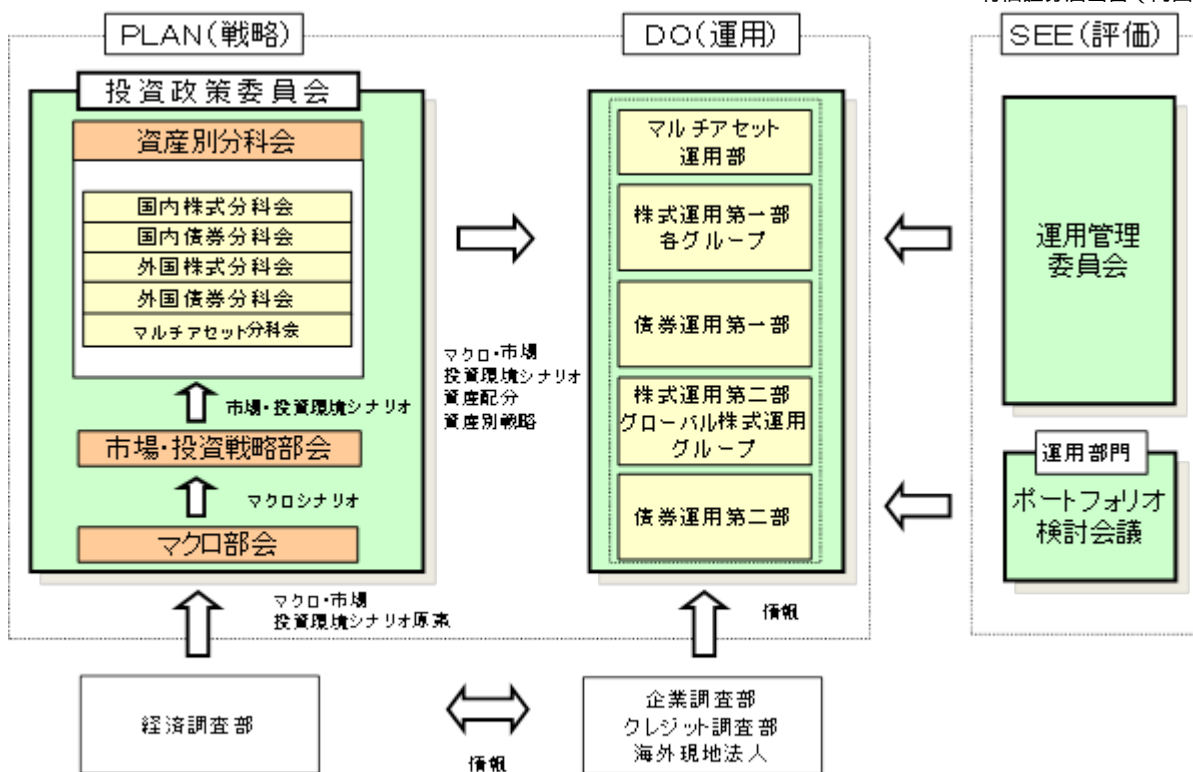 PLAN(戦略)
投資政策委員会
資産別分科会
国内株式分科会
国内債券分科会
外国株式分科会
外国債券分科会
マルチアセット分科会
市場・投資環境シナリオ
市場・投資戦略部会
マクロシナリオ
マクロ部会
マクロ・市場
投資環境シナリオ原案
経済調査部
マクロ・市場
投資環境シナリオ
資産配分
資産別戦略
情報
DO(運用)
マルチアセット
運用部
株式運用第一部
各グループ
債券運用第一部
株式運用第二部
グローバル株式運用
グループ
債券運用第二部
情報
企業調査部
クレジット調査部
海外現地法人
SEE(評価)
運用管理
委員会
運用部門
ポートフォリオ
検討会議